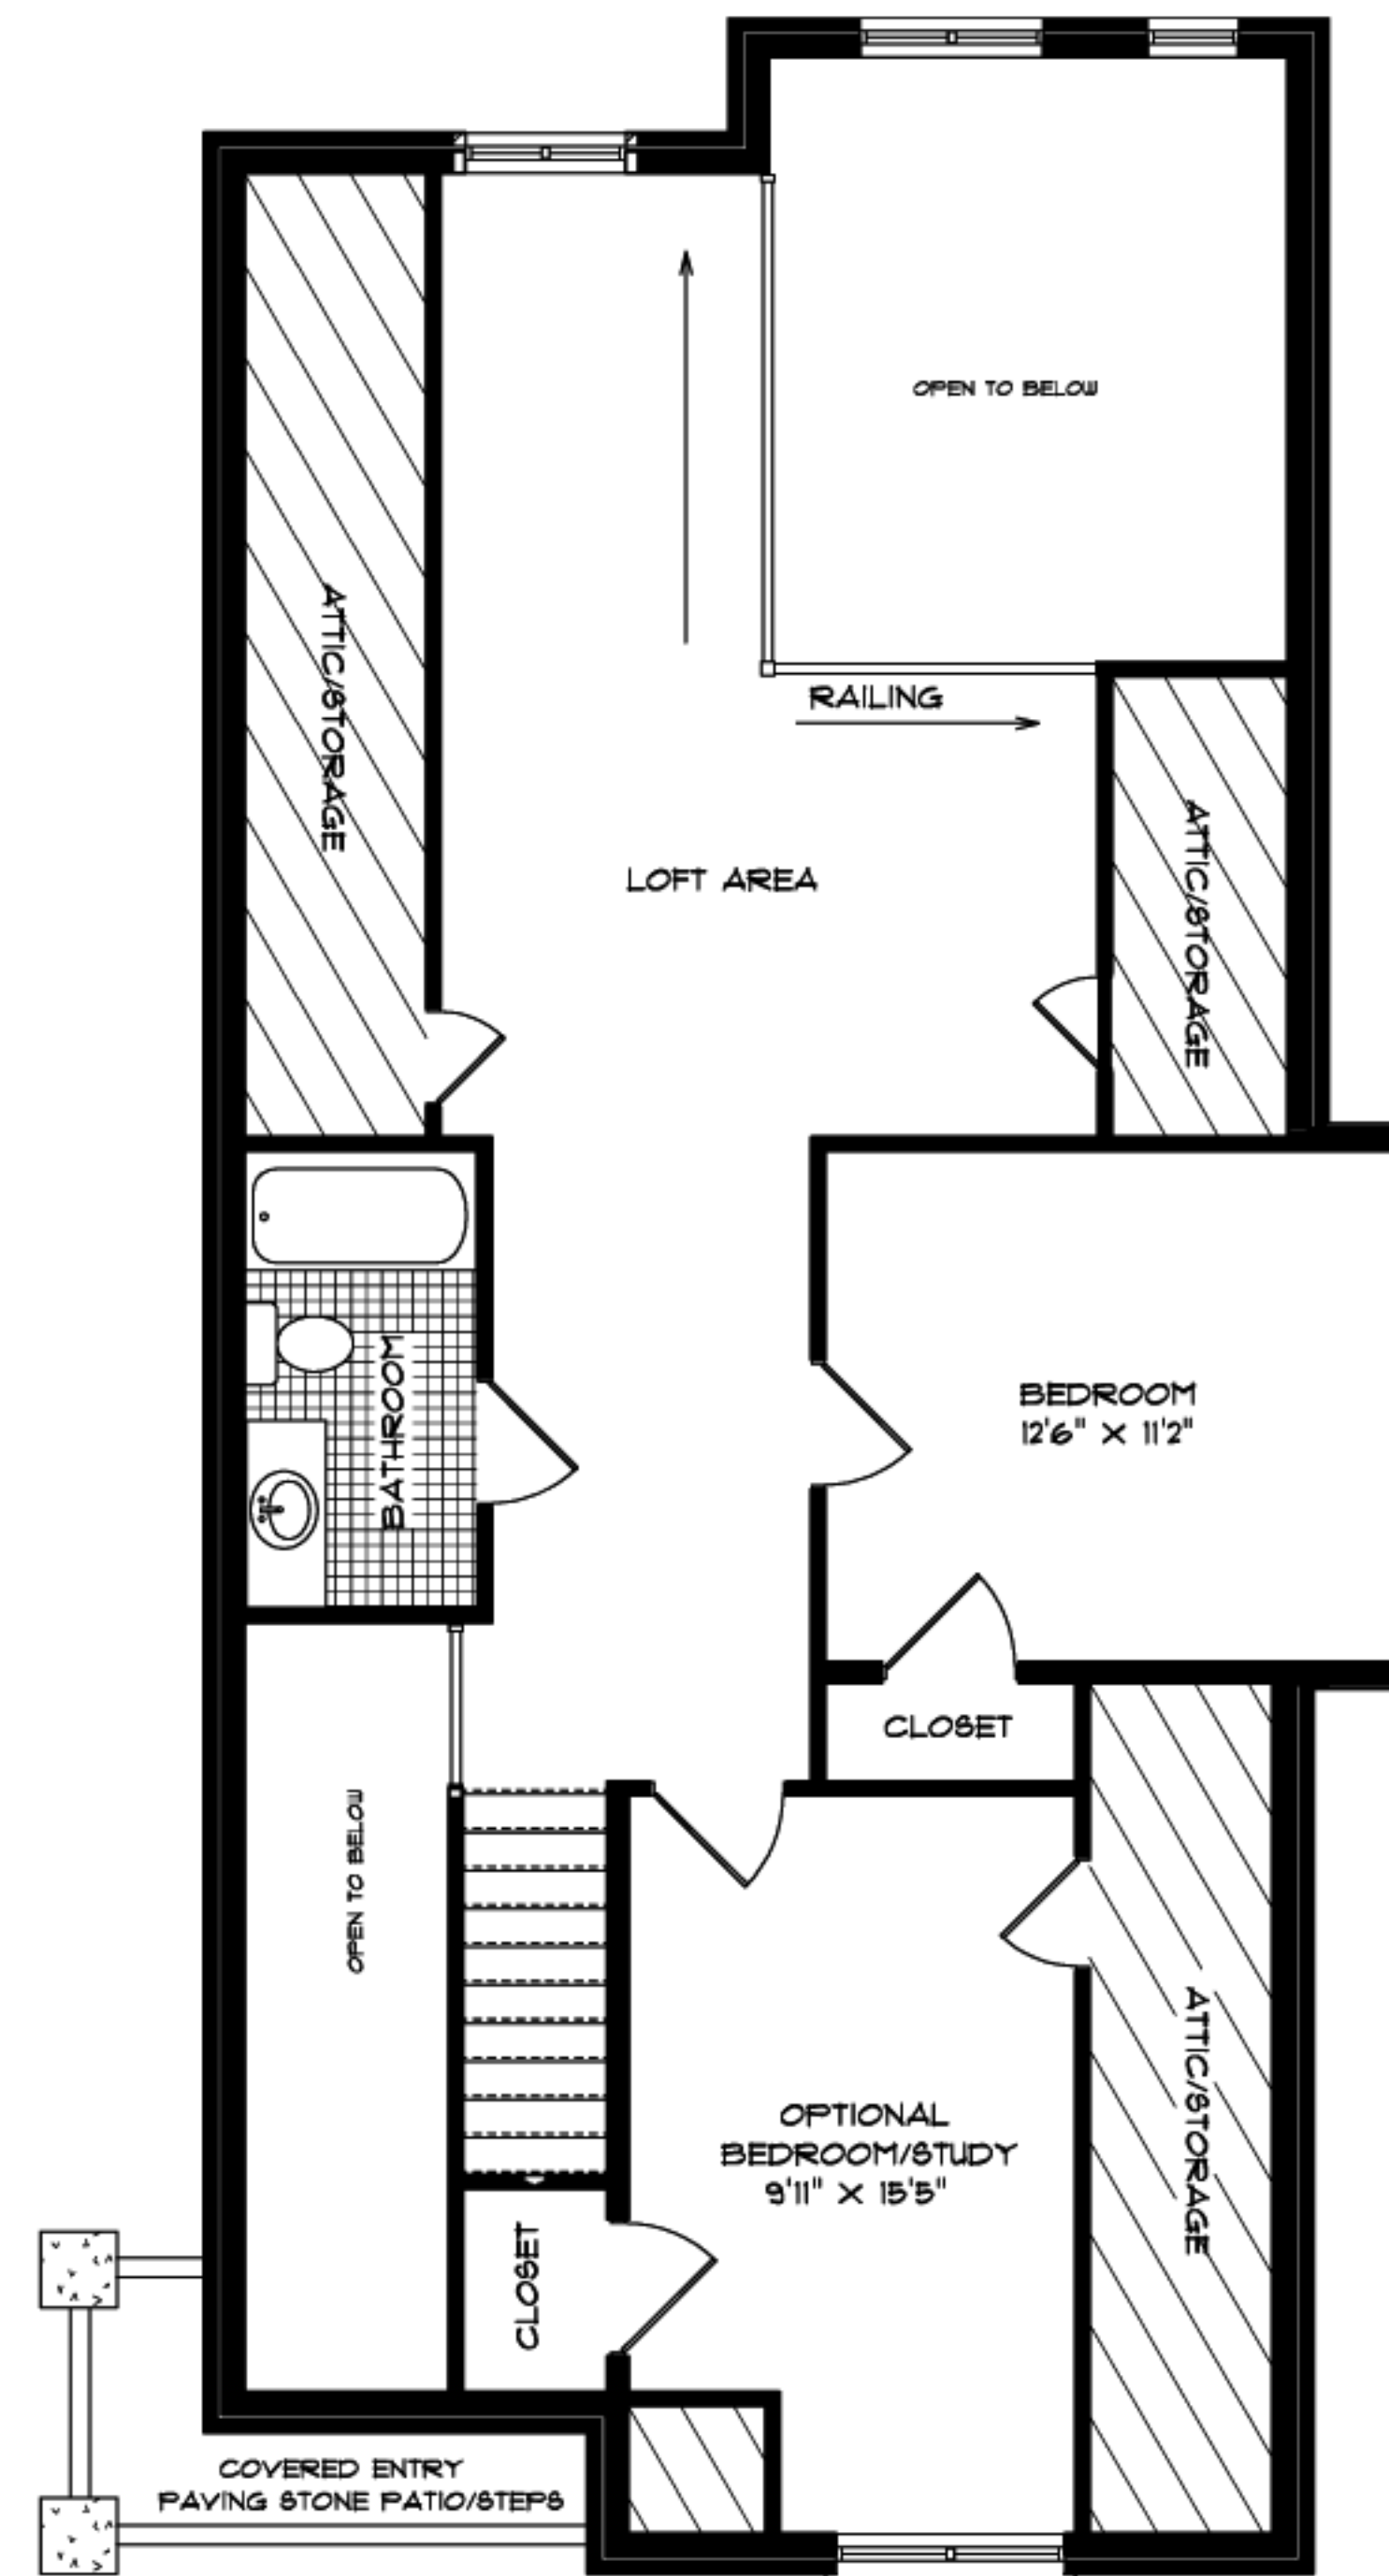 OPEN TO BELOW
RAILING
ATTIC/STORAGE
ATTIC/STORAGE
LOFT AREA
BATHROOM
BEDROOM
12'6" X 11'2"
CLOSET
OPEN TO BELOW
OPTIONAL
BEDROOM/STUDY
9'11" X 15'5"
ATTIC/STORAGE
CLOSET
COVERED ENTRY
PAVING STONE PATIO/STEPS